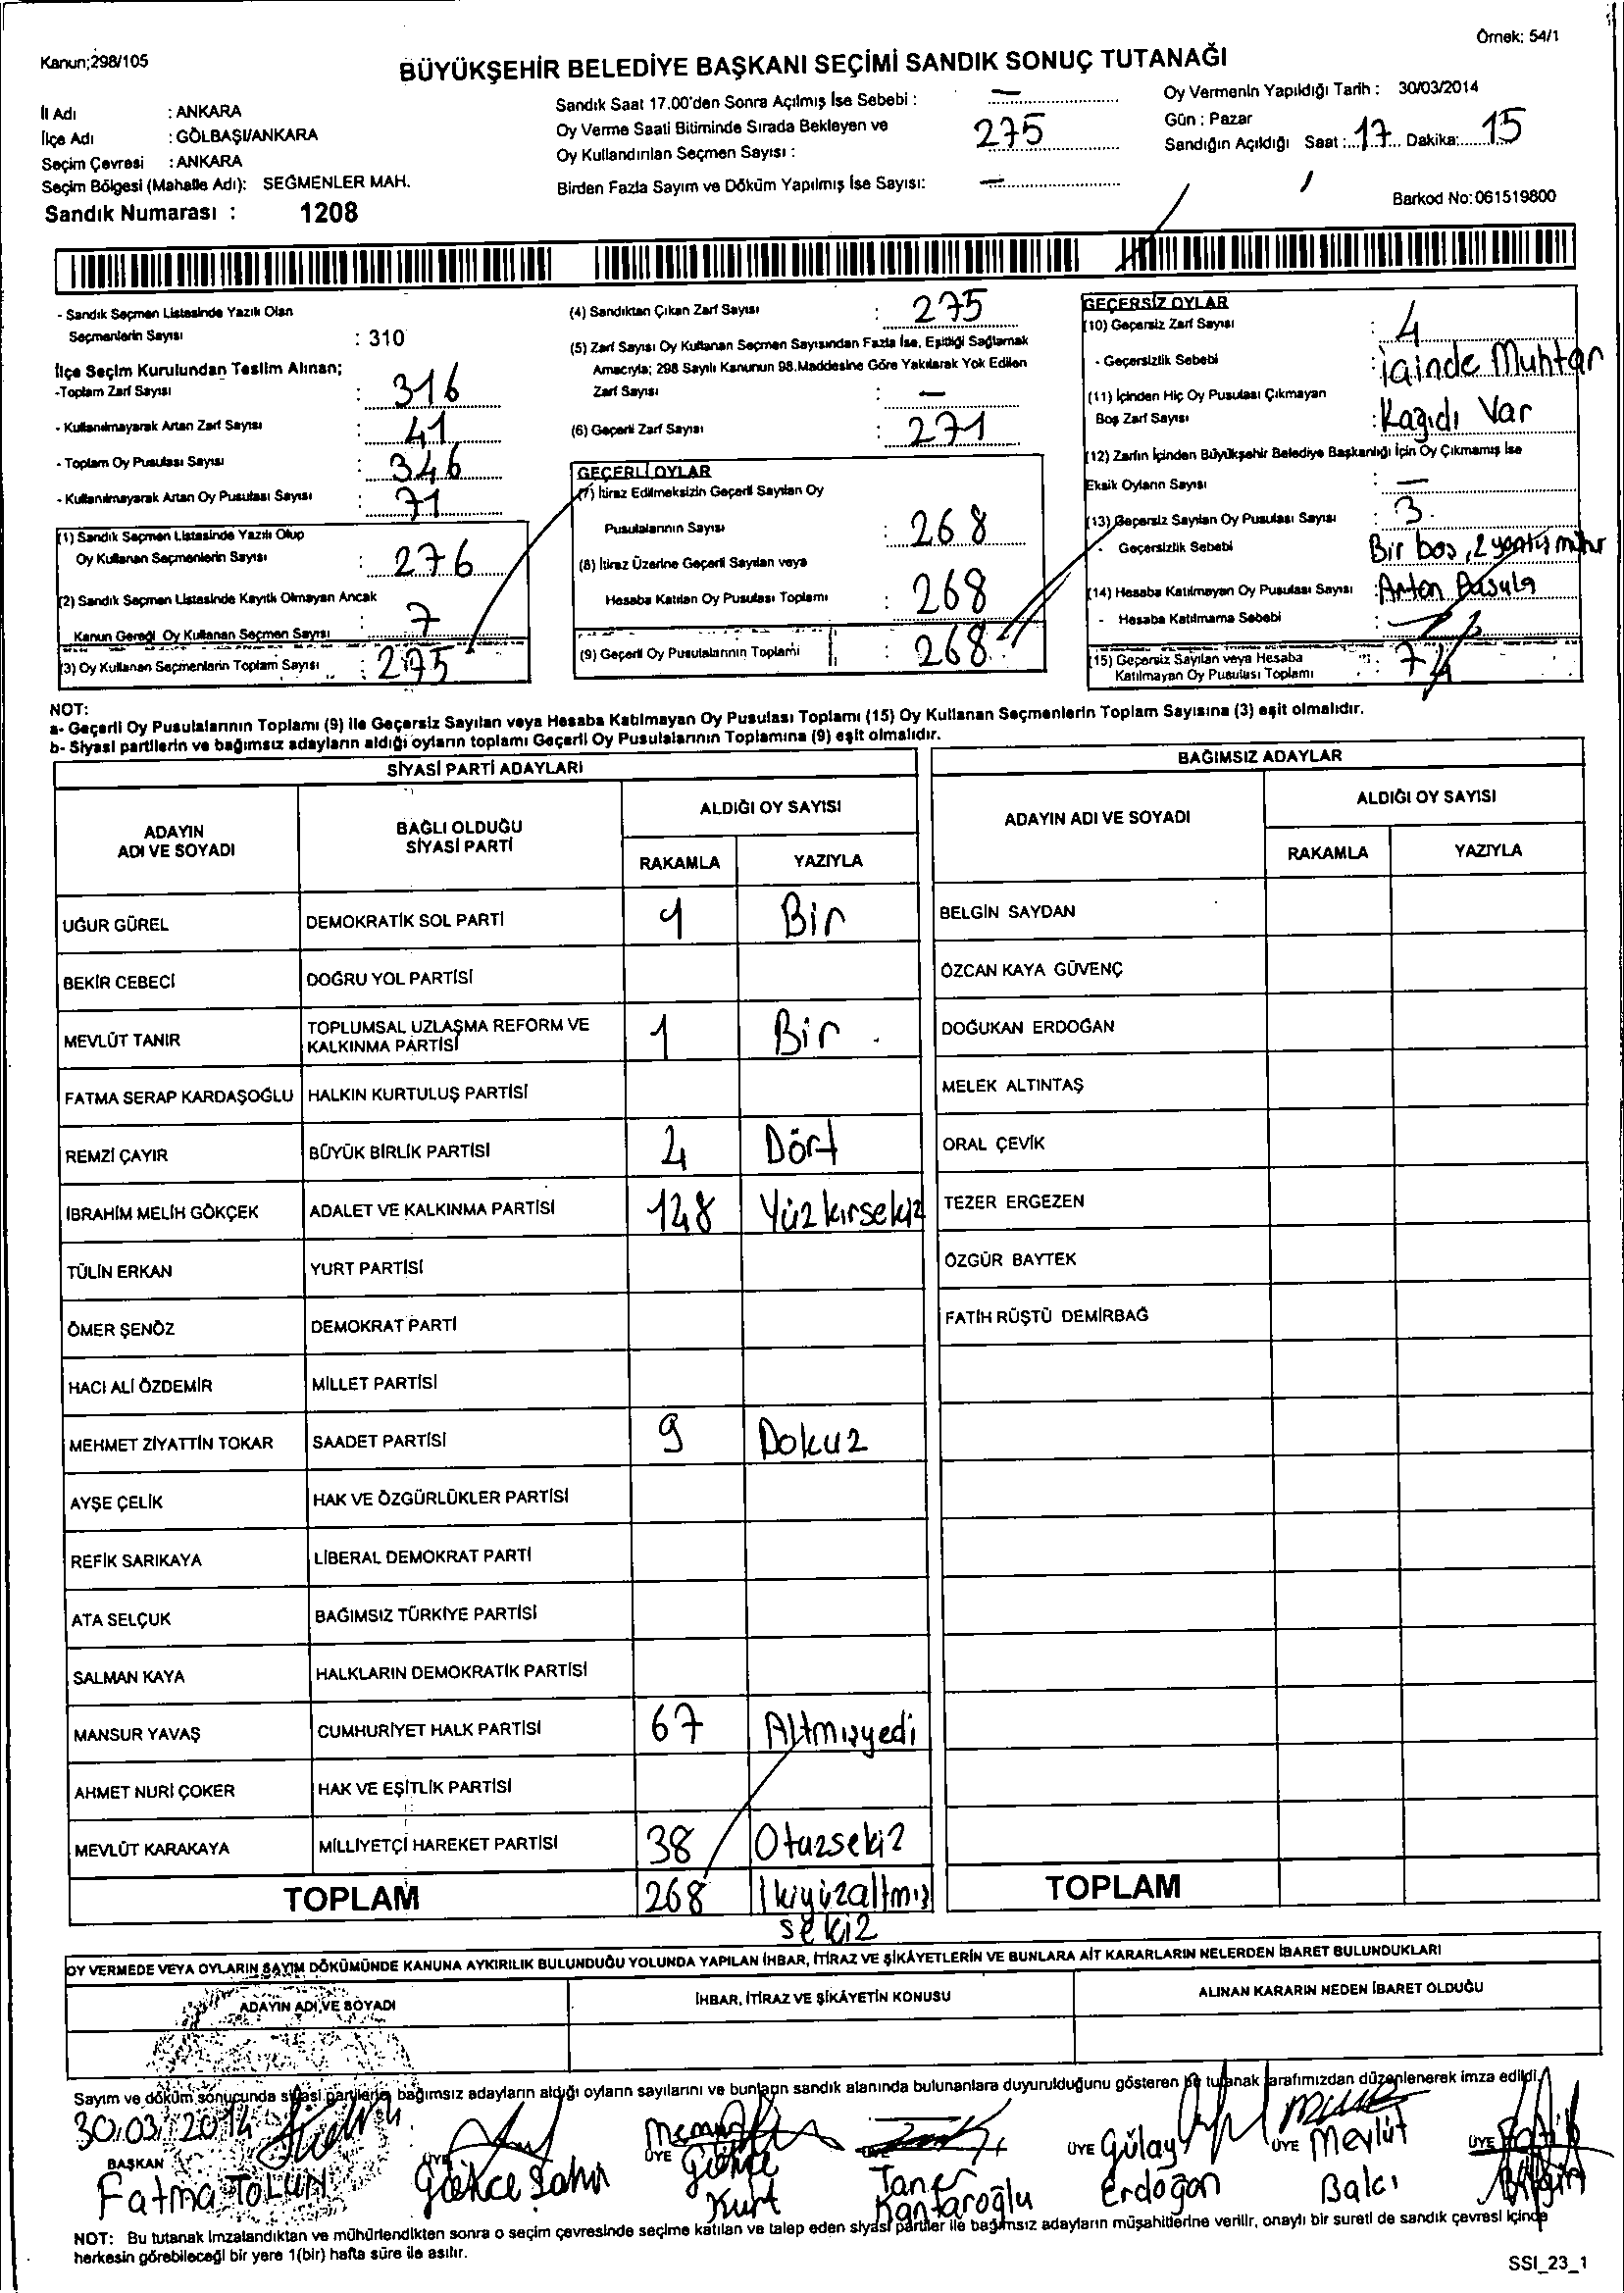 Örnek: 54/1
Kanun;298/105
BÜYÜKŞEHİR BELEDİYE BAŞKANI SEÇİMİ SANDIK SONUÇ TUTANAĞI
İl Adı : ANKARA
İlçe Adı : GÖLBAŞI/ANKARA
Seçim Çevresi : ANKARA
Seçim Bölgesi (Mahalle Adı): SEĞMENLER MAH.
Sandık Numarası : 1208
Sandık Saat 17.00'den Sonra Açılmış İse Sebebi : —
Oy Verme Saati Bitiminde Sırada Bekleyen ve
Oy Kullandırılan Seçmen Sayısı : 275
Birden Fazla Sayım ve Döküm Yapılmış İse Sayısı: —
Oy Vermenin Yapıldığı Tarih : 30/03/2014
Gün : Pazar
Sandığın Açıldığı Saat : 17 Dakika: 15
Barkod No:061519800
- Sandık Seçmen Listesinde Yazılı Olan
Seçmenlerin Sayısı : 310
İlçe Seçim Kurulundan Teslim Alınan;
-Toplam Zarf Sayısı : 316
- Kullanılmayarak Artan Zarf Sayısı : 41
- Toplam Oy Pusulası Sayısı : 346
- Kullanılmayarak Artan Oy Pusulası Sayısı : 71
(1) Sandık Seçmen Listesinde Yazılı Olup
Oy Kullanan Seçmenlerin Sayısı : 276
(2) Sandık Seçmen Listesinde Kayıtlı Olmayan Ancak
Kanun Gereği Oy Kullanan Seçmen Sayısı : 7
(3) Oy Kullanan Seçmenlerin Toplam Sayısı : 275
(4) Sandıktan Çıkan Zarf Sayısı : 275
(5) Zarf Sayısı Oy Kullanan Seçmen Sayısından Fazla İse, Eşitliği Sağlamak
Amacıyla; 298 Sayılı Kanunun 98.Maddesine Göre Yakılarak Yok Edilen
Zarf Sayısı : —
(6) Geçerli Zarf Sayısı : 271
GEÇERLİ OYLAR
(7) İtiraz Edilmeksizin Geçerli Sayılan Oy
Pusulalarının Sayısı : 268
(8) İtiraz Üzerine Geçerli Sayılan veya
Hesaba Katılan Oy Pusulası Toplamı : 268
(9) Geçerli Oy Pusulalarının Toplamı : 268
GEÇERSİZ OYLAR
(10) Geçersiz Zarf Sayısı : 4
- Geçersizlik Sebebi : içinde Muhtar
(11) İçinden Hiç Oy Pusulası Çıkmayan
Boş Zarf Sayısı : Kağıdı Var
(12) Zarfın İçinden Büyükşehir Belediye Başkanlığı İçin Oy Çıkmamış İse
Eksik Oyların Sayısı : —
(13) Geçersiz Sayılan Oy Pusulası Sayısı : 3
- Geçersizlik Sebebi Bir boş, 2 mühür
(14) Hesaba Katılmayan Oy Pusulası Sayısı :
- Hesaba Katılmama Sebebi :
(15) Geçersiz Sayılan veya Hesaba
Katılmayan Oy Pusulası Toplamı : 7
NOT:
a- Geçerli Oy Pusulalarının Toplamı (9) ile Geçersiz Sayılan veya Hesaba Katılmayan Oy Pusulası Toplamı (15) Oy Kullanan Seçmenlerin Toplam Sayısına (3) eşit olmalıdır.
b- Siyasi partilerin ve bağımsız adayların aldığı oyların toplamı Geçerli Oy Pusulalarının Toplamına (9) eşit olmalıdır.
SİYASİ PARTİ ADAYLARI
ADAYIN ADI VE SOYADI BAĞLI OLDUĞU SİYASİ PARTİ ALDIĞI OY SAYISI
RAKAMLA YAZIYLA
UĞUR GÜREL DEMOKRATİK SOL PARTİ 1 Bir
BEKİR CEBECİ DOĞRU YOL PARTİSİ
MEVLÜT TANIR TOPLUMSAL UZLAŞMA REFORM VE KALKINMA PARTİSİ 1 Bir
FATMA SERAP KARDAŞOĞLU HALKIN KURTULUŞ PARTİSİ
REMZİ ÇAYIR BÜYÜK BİRLİK PARTİSİ 4 Dört
İBRAHİM MELİH GÖKÇEK ADALET VE KALKINMA PARTİSİ 148 Yüz kırsekiz
TÜLİN ERKAN YURT PARTİSİ
ÖMER ŞENÖZ DEMOKRAT PARTİ
HACI ALİ ÖZDEMİR MİLLET PARTİSİ
MEHMET ZİYATTİN TOKAR SAADET PARTİSİ 9 Dokuz
AYŞE ÇELİK HAK VE ÖZGÜRLÜKLER PARTİSİ
REFİK SARIKAYA LİBERAL DEMOKRAT PARTİ
ATA SELÇUK BAĞIMSIZ TÜRKİYE PARTİSİ
SALMAN KAYA HALKLARIN DEMOKRATİK PARTİSİ
MANSUR YAVAŞ CUMHURİYET HALK PARTİSİ 67 Altmışyedi
AHMET NURİ ÇOKER HAK VE EŞİTLİK PARTİSİ
MEVLÜT KARAKAYA MİLLİYETÇİ HAREKET PARTİSİ 38 Otuzsekiz
TOPLAM 268 İkiyüzaltmış
sekiz
BAĞIMSIZ ADAYLAR
ADAYIN ADI VE SOYADI ALDIĞI OY SAYISI
RAKAMLA YAZIYLA
BELGİN SAYDAN
ÖZCAN KAYA GÜVENÇ
DOĞUKAN ERDOĞAN
MELEK ALTINTAŞ
ORAL ÇEVİK
TEZER ERGEZEN
ÖZGÜR BAYTEK
FATİH RÜŞTÜ DEMİRBAĞ
TOPLAM
OY VERMEDE VEYA OYLARIN SAYIM DÖKÜMÜNDE KANUNA AYKIRILIK BULUNDUĞU YOLUNDA YAPILAN İHBAR, İTİRAZ VE ŞİKÂYETLERİN VE BUNLARA AİT KARARLARIN NELERDEN İBARET BULUNDUKLARI
ADAYIN ADI VE SOYADI İHBAR, İTİRAZ VE ŞİKÂYETİN KONUSU ALINAN KARARIN NEDEN İBARET OLDUĞU
Sayım ve döküm sonucunda siyasi partilerle bağımsız adayların aldığı oyların sayılarını ve bunların sandık alanında bulunanlara duyurulduğunu gösteren bu tutanak tarafımızdan düzenlenerek imza edildi.
30.03.2014
BAŞKAN ÜYE ÜYE ÜYE ÜYE ÜYE ÜYE
Fatma TOLUN
Gökçe Şahin
Gökçe Kurt
Taner Kantaroğlu
Gülay Erdoğan
Mevlüt Balcı
Bilgin
NOT: Bu tutanak imzalandıktan ve mühürlendikten sonra o seçim çevresinde seçime katılan ve talep eden siyasi partiler ile bağımsız adayların müşahitlerine verilir, onaylı bir sureti de sandık çevresi içinde
herkesin görebileceği bir yere 1(bir) hafta süre ile asılır.
SSI_23_1